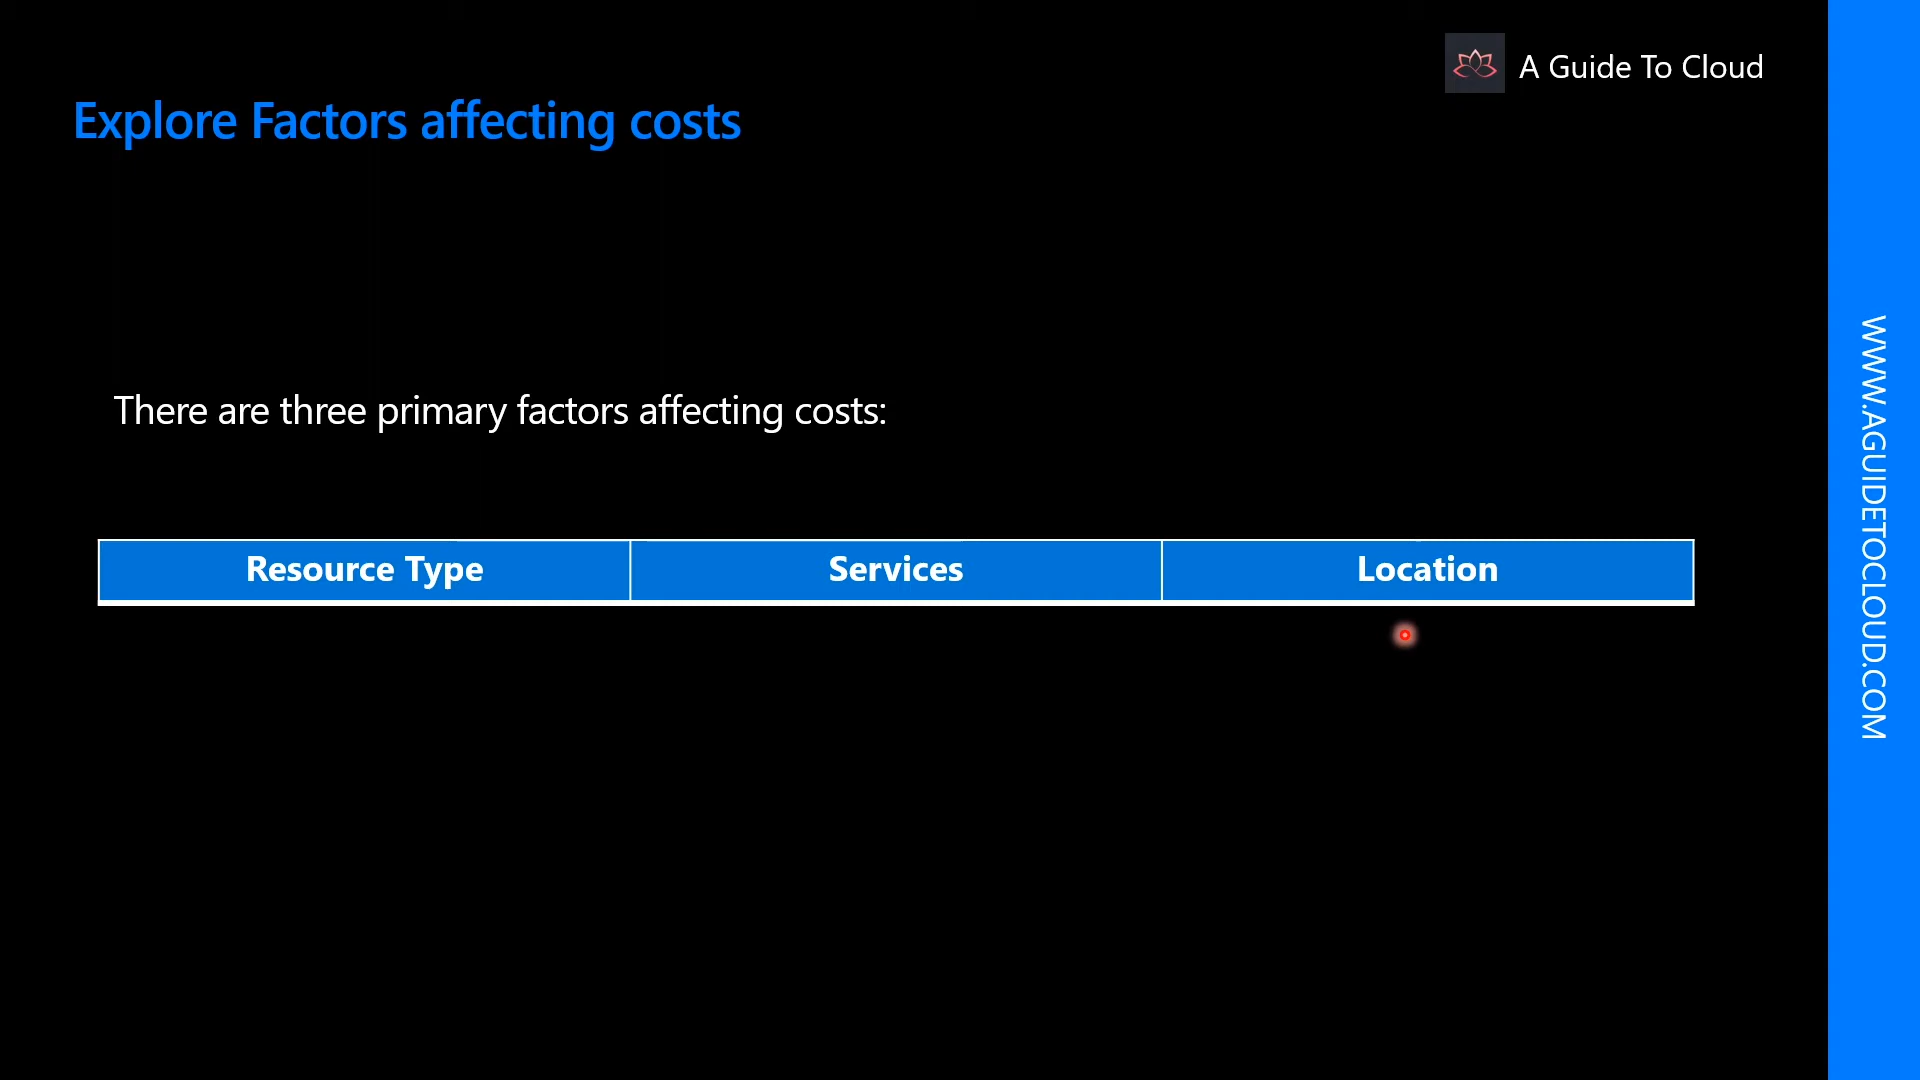 A Guide To Cloud
Explore Factors affecting costs
There are three primary factors affecting costs:
Resource Type
Services
Location
WWW.AGUIDETOCLOUD.COM